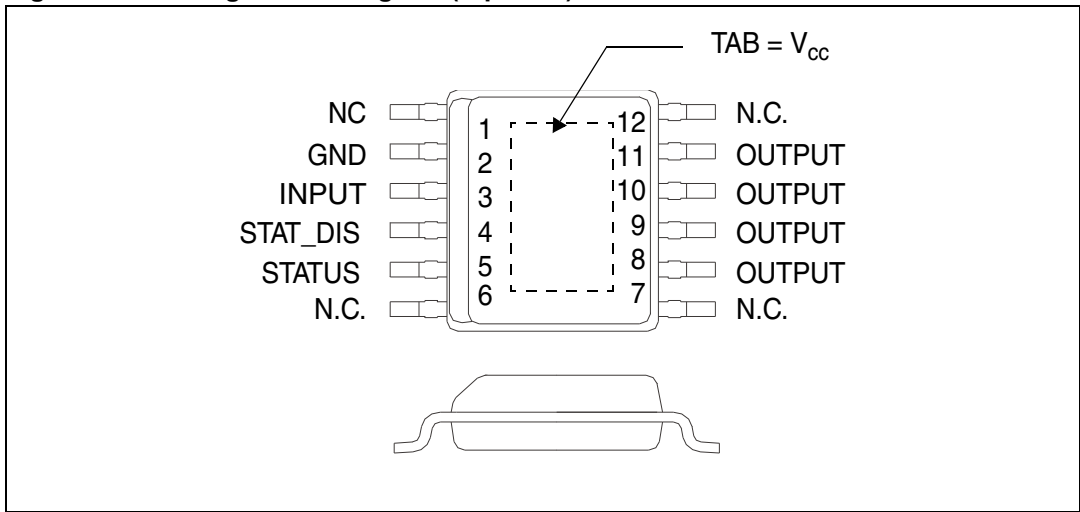 TAB = Vcc
NC 1 12 N.C.
GND 2 11 OUTPUT
INPUT 3 10 OUTPUT
STAT_DIS 4 9 OUTPUT
STATUS 5 8 OUTPUT
N.C. 6 7 N.C.